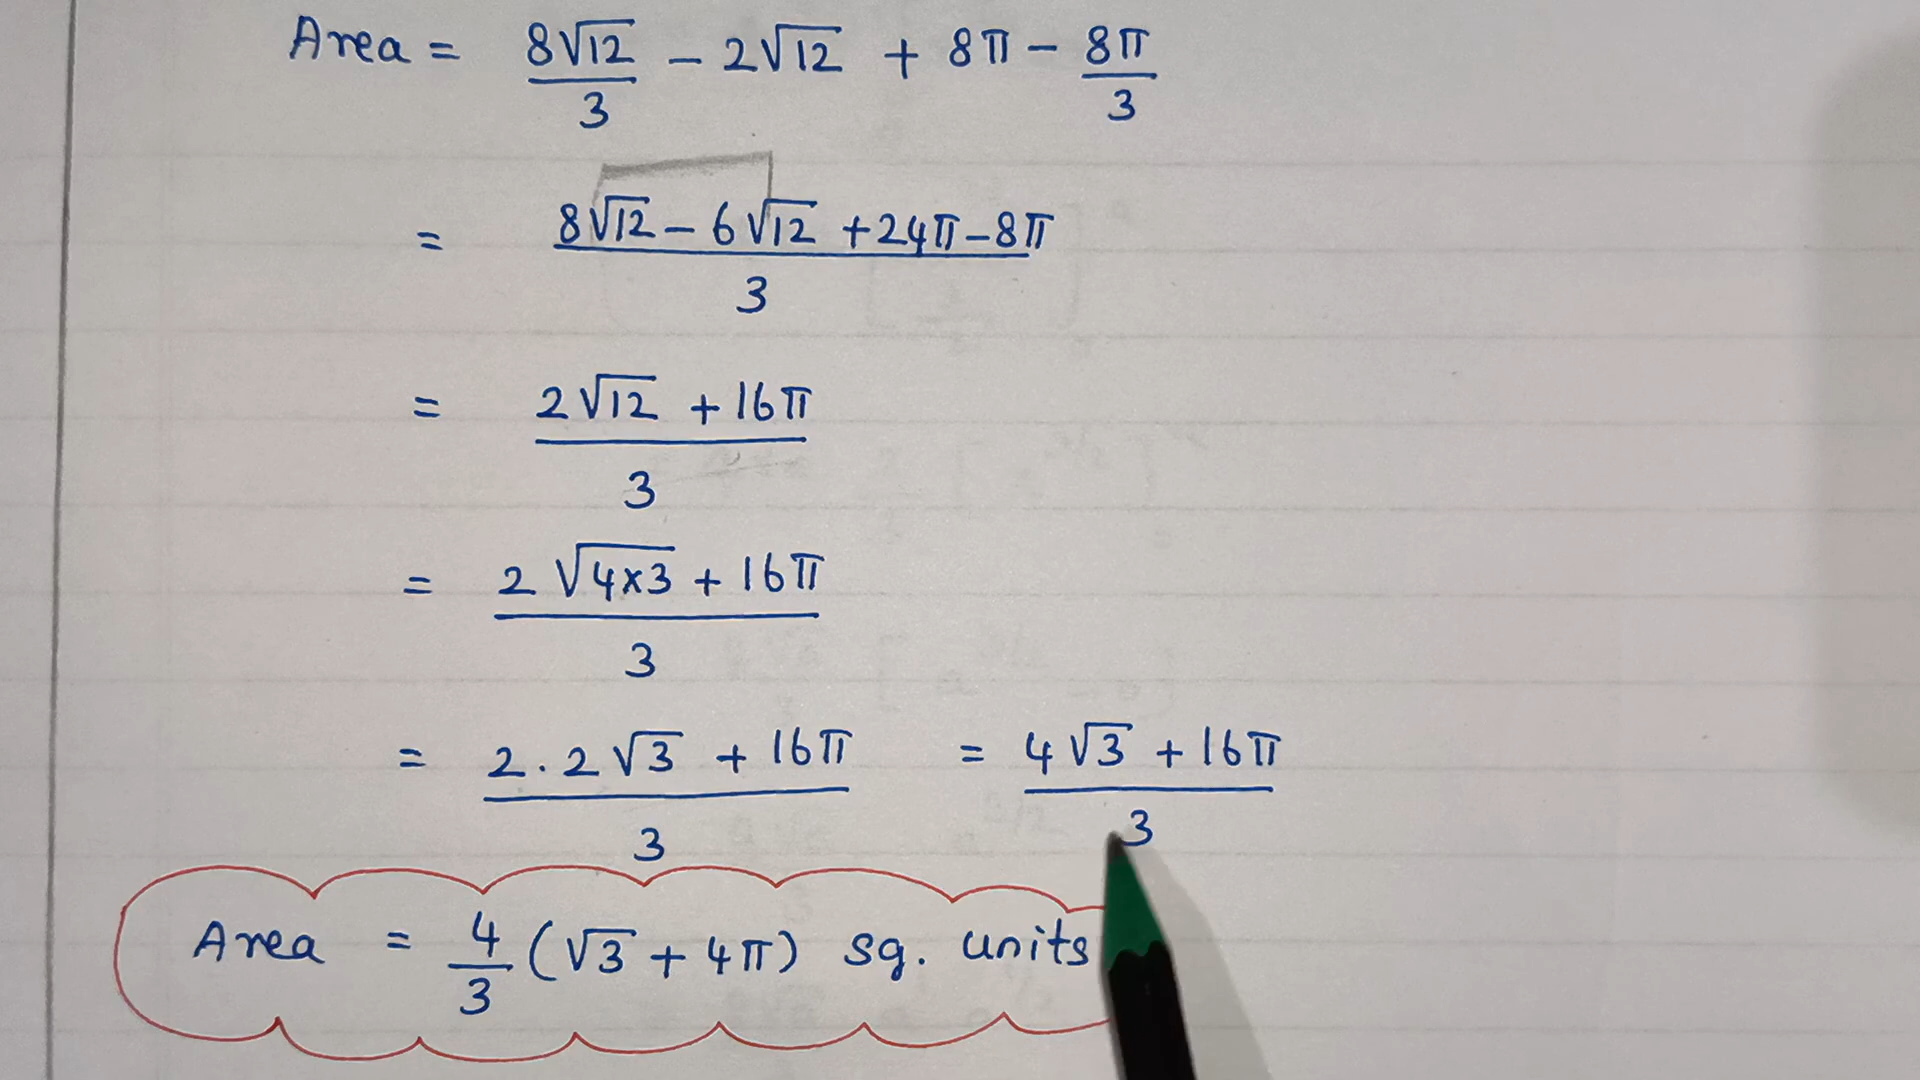 Area = 8√12/3 - 2√12 + 8π - 8π/3
= (8√12 - 6√12 + 24π - 8π)/3
= (2√12 + 16π)/3
= (2√(4×3) + 16π)/3
= (2.2√3 + 16π)/3 = (4√3 + 16π)/3
Area = 4/3 (√3 + 4π) sq. units